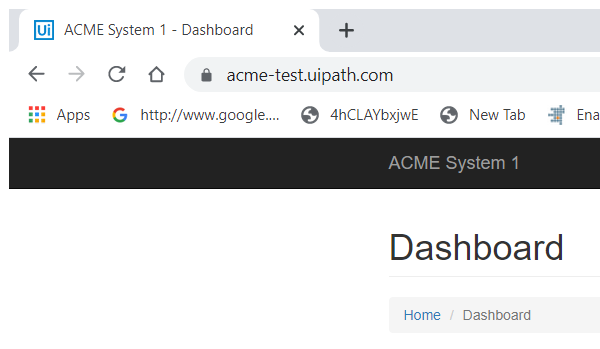 Ui ACME System 1 - Dashboard
acme-test.uipath.com
Apps http://www.google.... 4hCLAYbxjwE New Tab Ena
ACME System 1
Dashboard
Home / Dashboard